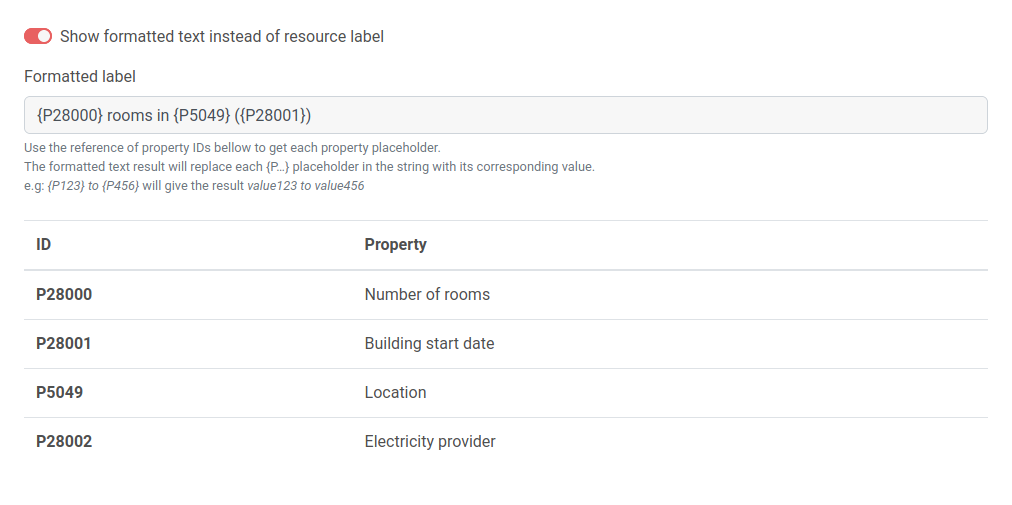 Show formatted text instead of resource label
Formatted label
{P28000} rooms in {P5049} ({P28001})
Use the reference of property IDs bellow to get each property placeholder.
The formatted text result will replace each {P...} placeholder in the string with its corresponding value.
e.g: {P123} to {P456} will give the result value123 to value456
ID Property
P28000 Number of rooms
P28001 Building start date
P5049 Location
P28002 Electricity provider